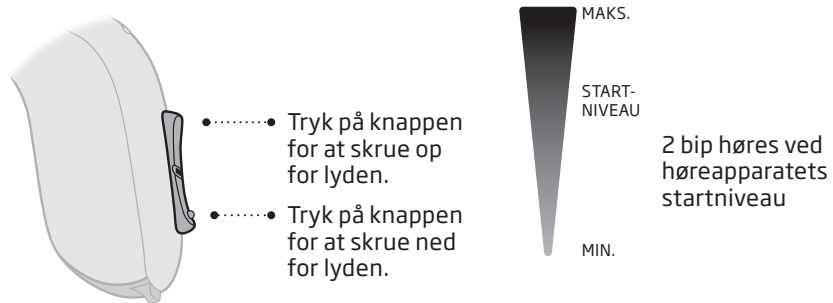 Tryk på knappen
for at skrue op
for lyden.
Tryk på knappen
for at skrue ned
for lyden.
MAKS.
START-
NIVEAU
MIN.
2 bip høres ved
høreapparatets
startniveau